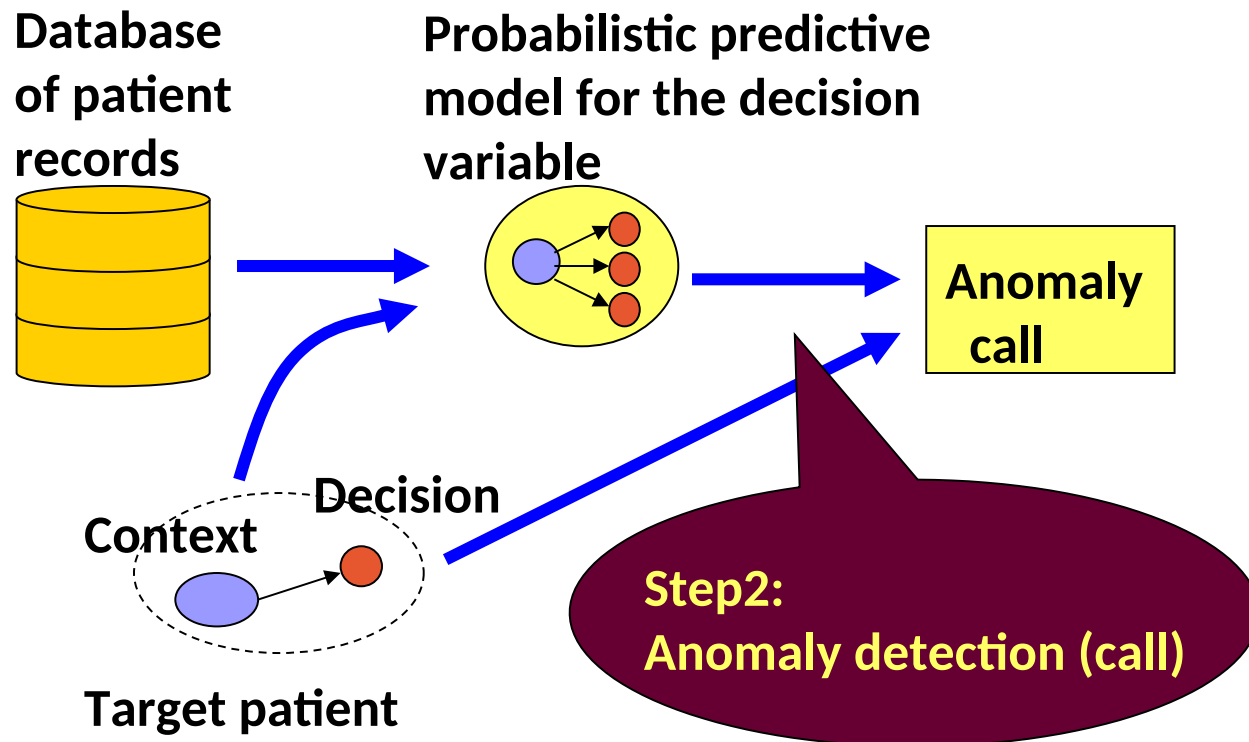 Database
of patient
records
Probabilistic predictive
model for the decision
variable
Anomaly
call
Decision
Context
Target patient
Step2:
Anomaly detection (call)